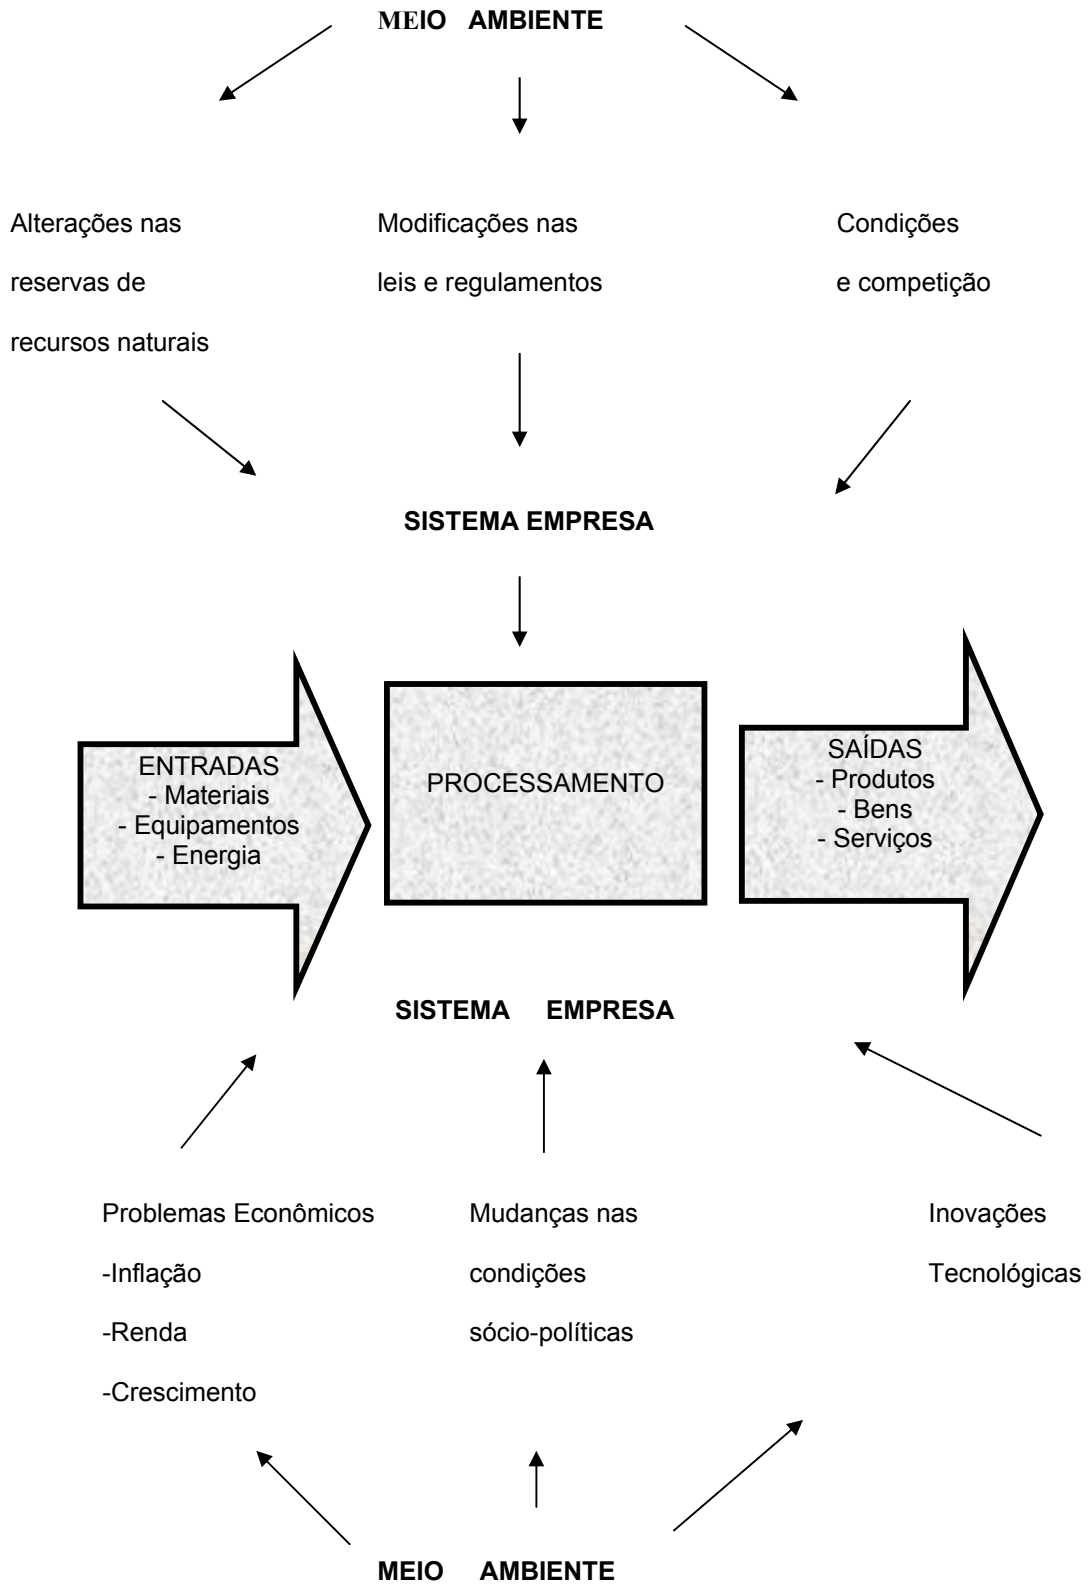 MEIO AMBIENTE
Alterações nas
reservas de
recursos naturais
Modificações nas
leis e regulamentos
Condições
e competição
SISTEMA EMPRESA
ENTRADAS
- Materiais
- Equipamentos
- Energia
PROCESSAMENTO
SAÍDAS
- Produtos
- Bens
- Serviços
SISTEMA EMPRESA
Problemas Econômicos
-Inflação
-Renda
-Crescimento
Mudanças nas
condições
sócio-políticas
Inovações
Tecnológicas
MEIO AMBIENTE